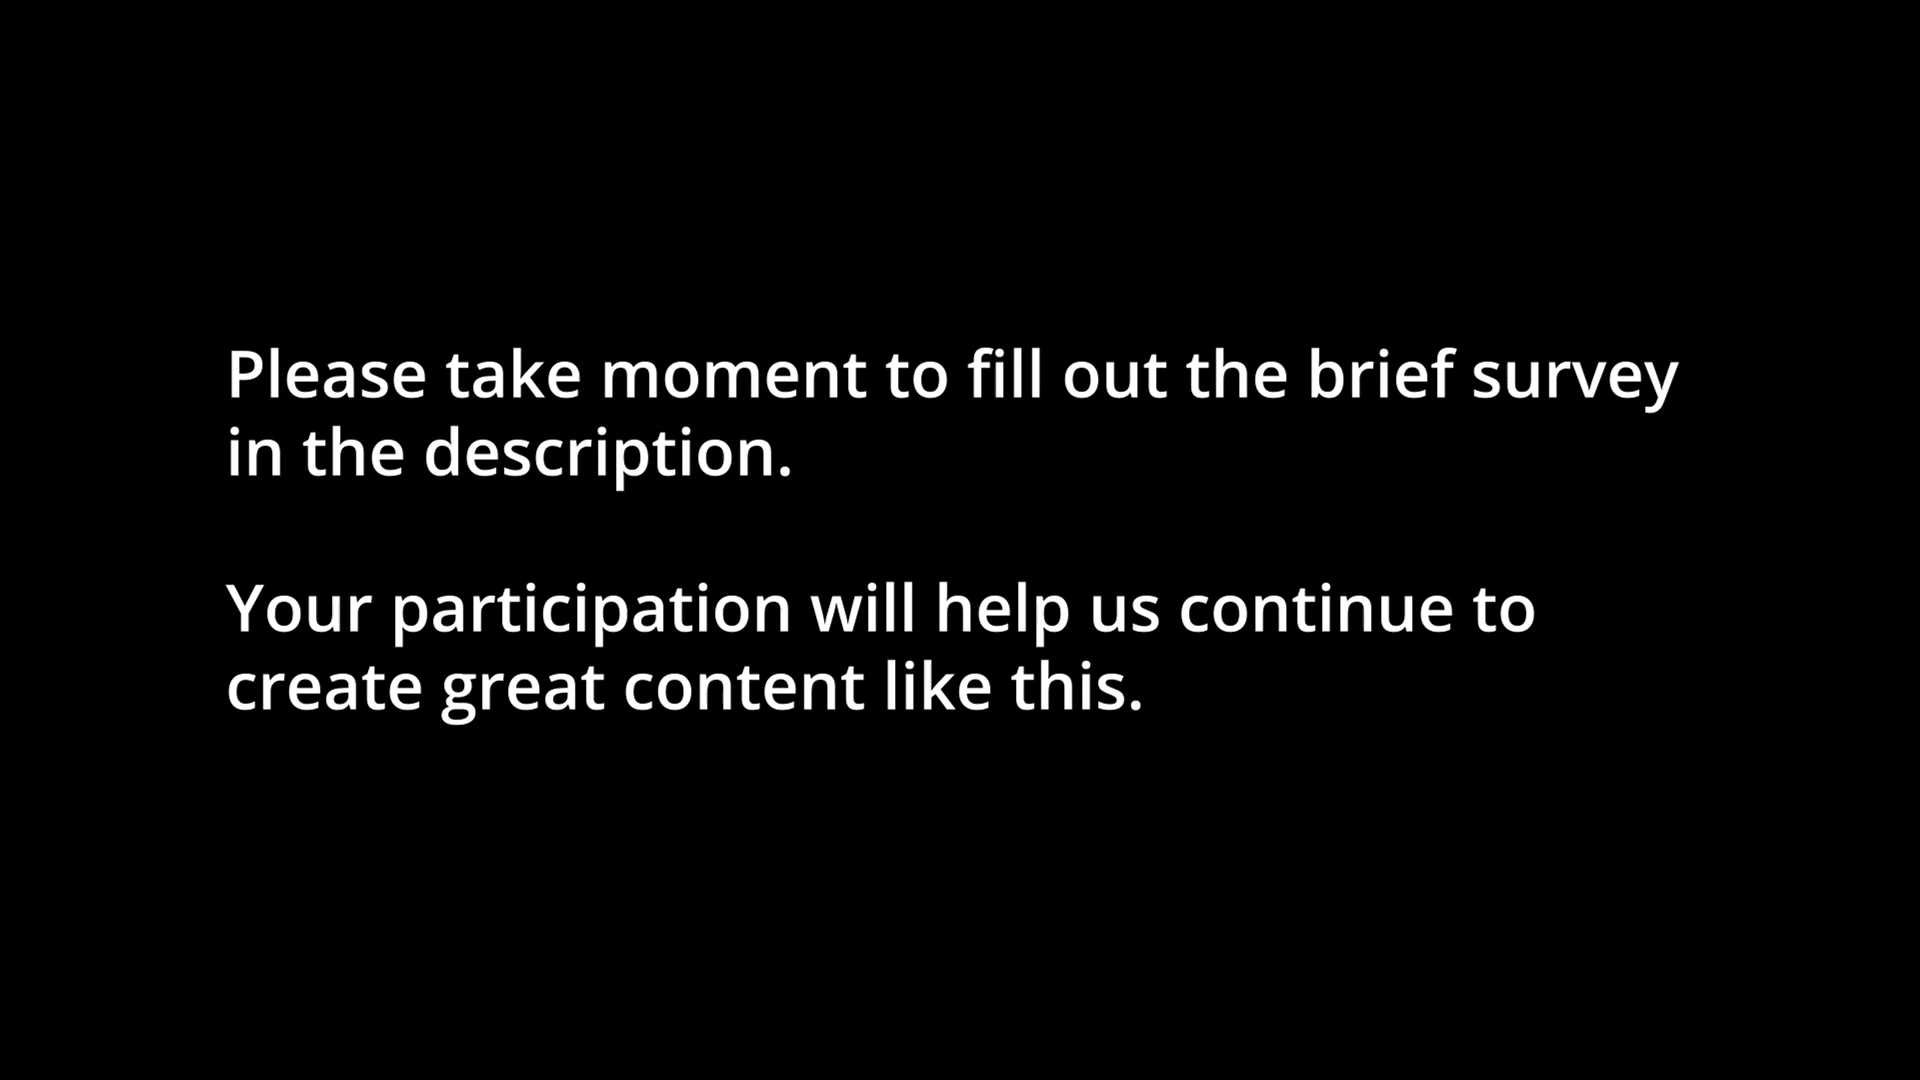 Please take moment to fill out the brief survey
in the description.
Your participation will help us continue to
create great content like this.